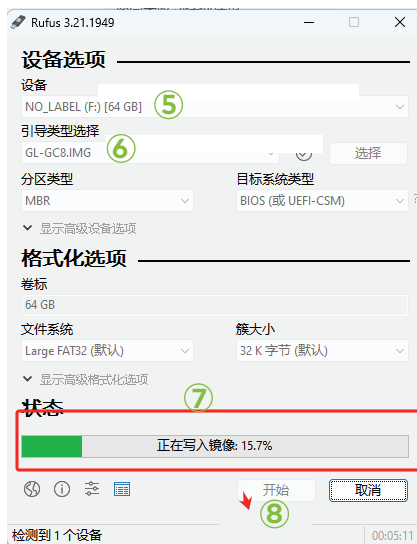 Rufus 3.21.1949
设备选项
设备
NO_LABEL (F:) [64 GB] ⑤
引导类型选择
GL-GC8.IMG ⑥ 选择
分区类型 目标系统类型
MBR BIOS (或 UEFI-CSM)
显示高级设备选项
格式化选项
卷标
64 GB
文件系统 簇大小
Large FAT32 (默认) 32 K 字节 (默认)
显示高级格式化选项
⑦
状态
正在写入镜像: 15.7%
开始 取消
⑧
检测到 1 个设备 00:05:11